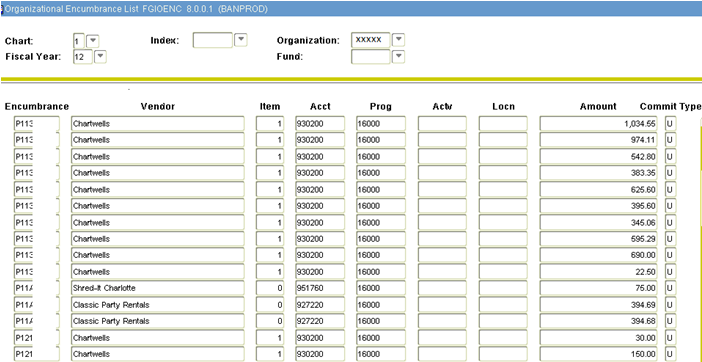 Organizational Encumbrance List FGIOENC 8.0.0.1 (BANPROD)
Chart: 1 Index: Organization: XXXXX
Fiscal Year: 12 Fund:
Encumbrance Vendor Item Acct Prog Actv Locn Amount Commit Type
P113 Chartwells 1 930200 16000 1,034.55 U
P113 Chartwells 1 930200 16000 974.11 U
P113 Chartwells 1 930200 16000 542.80 U
P113 Chartwells 1 930200 16000 383.35 U
P113 Chartwells 1 930200 16000 625.60 U
P113 Chartwells 1 930200 16000 395.60 U
P113 Chartwells 1 930200 16000 345.06 U
P113 Chartwells 1 930200 16000 595.29 U
P113 Chartwells 1 930200 16000 690.00 U
P113 Chartwells 1 930200 16000 22.50 U
P11A Shred-It Charlotte 0 951760 16000 75.00 U
P11A Classic Party Rentals 0 927220 16000 394.69 U
P11A Classic Party Rentals 0 927220 16000 394.68 U
P121 Chartwells 1 930200 16000 30.00 U
P121 Chartwells 1 930200 16000 150.00 U